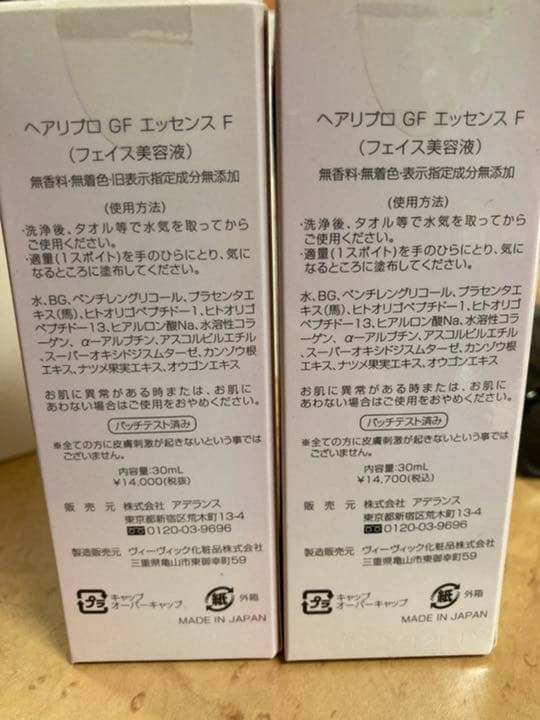 ヘアリプロ GF エッセンス F
(フェイス美容液)
無香料・無着色・旧表示指定成分無添加
(使用方法)
・洗浄後、タオル等で水気を取ってから
ご使用ください。
・適量(1スポイト)を手のひらにとり、気に
なるところに塗布してください。
水、BG、ペンチレングリコール、プラセンタエ
キス(馬)、ヒトオリゴペプチド-1、ヒトオリゴ
ペプチド-13、ヒアルロン酸Na、水溶性コラ
ーゲン、α-アルブチン、アスコルビルエチル
、スーパーオキシドジスムターゼ、カンゾウ根
エキス、ナツメ果実エキス、オウゴンエキス
お肌に異常がある時または、お肌に
あわない場合はご使用をおやめください。
パッチテスト済み
※全ての方に皮膚刺激が起きないという事では
ございません。
内容量:30mL
¥14,000(税抜)
販 売 元 株式会社 アデランス
東京都新宿区荒木町13-4
0120-03-9696
製造販売元 ヴィーヴィック化粧品株式会社
三重県亀山市東御幸町59
プラ
キャップ
オーバーキャップ
紙
外箱
MADE IN JAPAN
ヘアリプロ GF エッセンス F
(フェイス美容液)
無香料・無着色・表示指定成分無添加
(使用方法)
・洗浄後、タオル等で水気を取ってから
ご使用ください。
・適量(1スポイト)を手のひらにとり、気に
なるところに塗布してください。
水、BG、ペンチレングリコール、プラセンタエ
キス(馬)、ヒトオリゴペプチド-1、ヒトオリゴ
ペプチド-13、ヒアルロン酸Na、水溶性コラ
ーゲン、α-アルブチン、アスコルビルエチル
、スーパーオキシドジスムターゼ、カンゾウ根
エキス、ナツメ果実エキス、オウゴンエキス
お肌に異常がある時または、お肌に
あわない場合はご使用をおやめください。
パッチテスト済み
※全ての方に皮膚刺激が起きないという事では
ございません。
内容量:30mL
¥14,700(税込)
販 売 元 株式会社 アデランス
東京都新宿区荒木町13-4
0120-03-9696
製造販売元 ヴィーヴィック化粧品株式会社
三重県亀山市東御幸町59
プラ
キャップ
オーバーキャップ
紙
外箱
MADE IN JAPAN